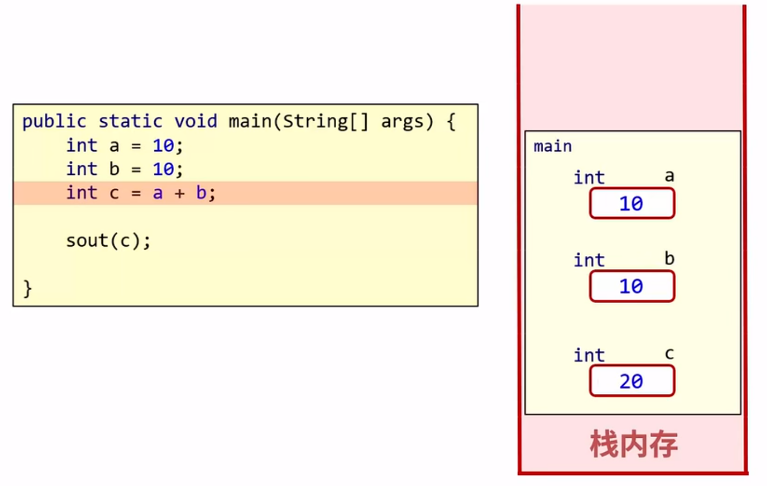 public static void main(String[] args) {
int a = 10;
int b = 10;
int c = a + b;
sout(c);
}
main
int a
10
int b
10
int c
20
栈内存